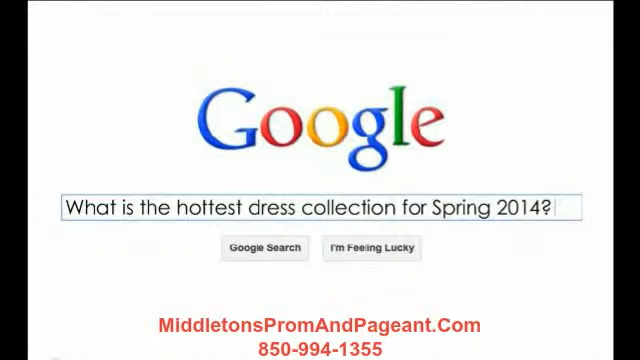 Google
What is the hottest dress collection for Spring 2014?
Google Search
I'm Feeling Lucky
MiddletonsPromAndPageant.Com
850-994-1355